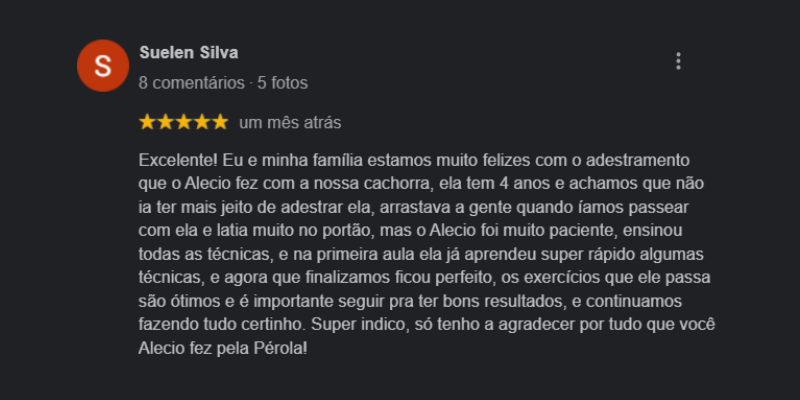 S
Suelen Silva
8 comentários · 5 fotos
um mês atrás
Excelente! Eu e minha família estamos muito felizes com o adestramento
que o Alecio fez com a nossa cachorra, ela tem 4 anos e achamos que não
ia ter mais jeito de adestrar ela, arrastava a gente quando íamos passear
com ela e latia muito no portão, mas o Alecio foi muito paciente, ensinou
todas as técnicas, e na primeira aula ela já aprendeu super rápido algumas
técnicas, e agora que finalizamos ficou perfeito, os exercícios que ele passa
são ótimos e é importante seguir pra ter bons resultados, e continuamos
fazendo tudo certinho. Super indico, só tenho a agradecer por tudo que você
Alecio fez pela Pérola!